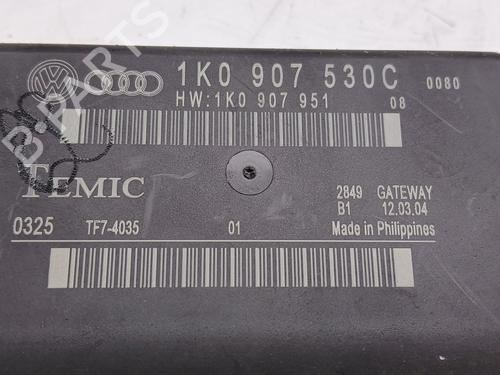 1K0 907 530C 0080
HW:1K0 907 951 08
TEMIC
2849 GATEWAY
B1 12.03.04
0325 TF7-4035 01 Made in Philippines
B-PARTS